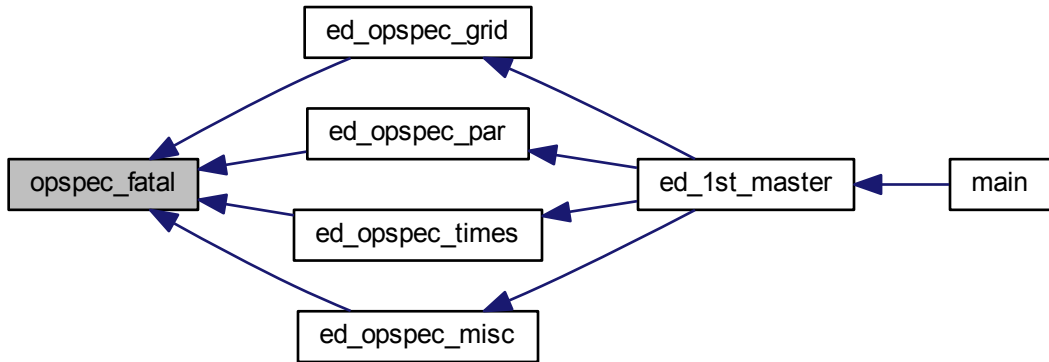 ed_opspec_grid
ed_opspec_par
opspec_fatal
ed_1st_master
main
ed_opspec_times
ed_opspec_misc